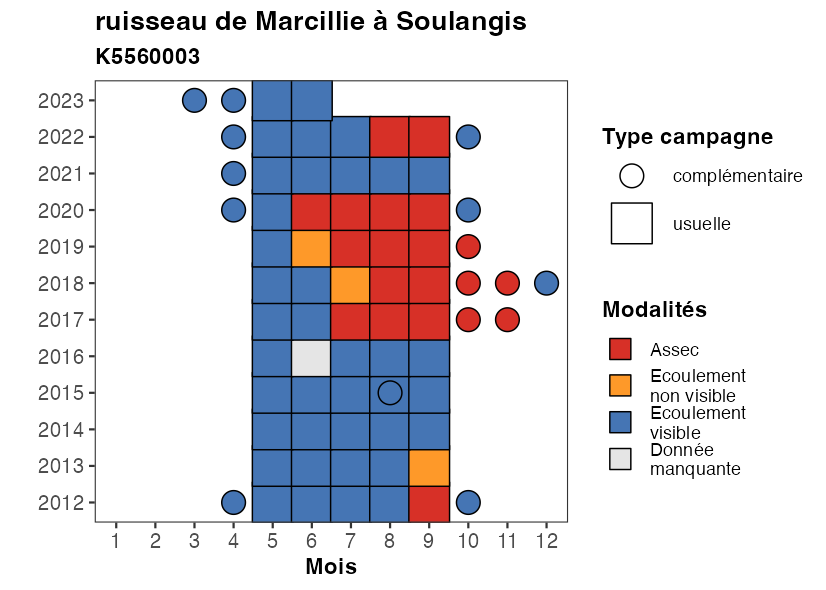 ruisseau de Marcillie à Soulangis
K5560003
2023
2022
2021
2020
2019
2018
2017
2016
2015
2014
2013
2012
1 2 3 4 5 6 7 8 9 10 11 12
Mois
Type campagne
complémentaire
usuelle
Modalités
Assec
Ecoulement
non visible
Ecoulement
visible
Donnée
manquante